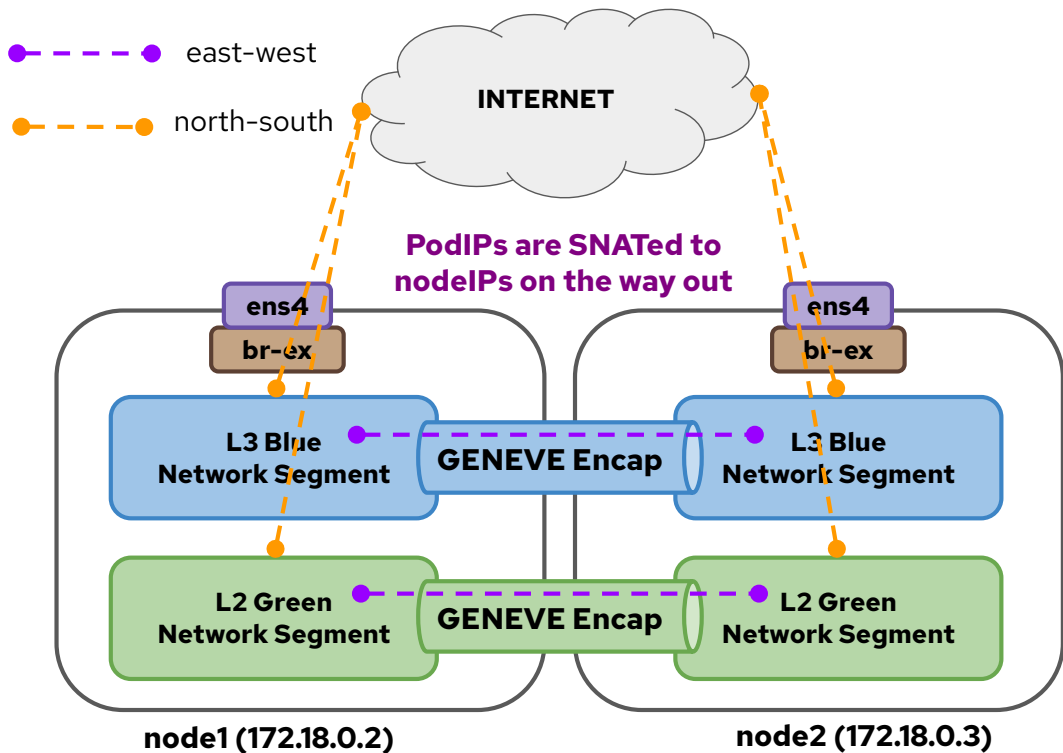 east-west
north-south
INTERNET
PodIPs are SNATed to
nodeIPs on the way out
ens4
br-ex
ens4
br-ex
L3 Blue
Network Segment
GENEVE Encap
L3 Blue
Network Segment
L2 Green
Network Segment
GENEVE Encap
L2 Green
Network Segment
node1 (172.18.0.2)
node2 (172.18.0.3)